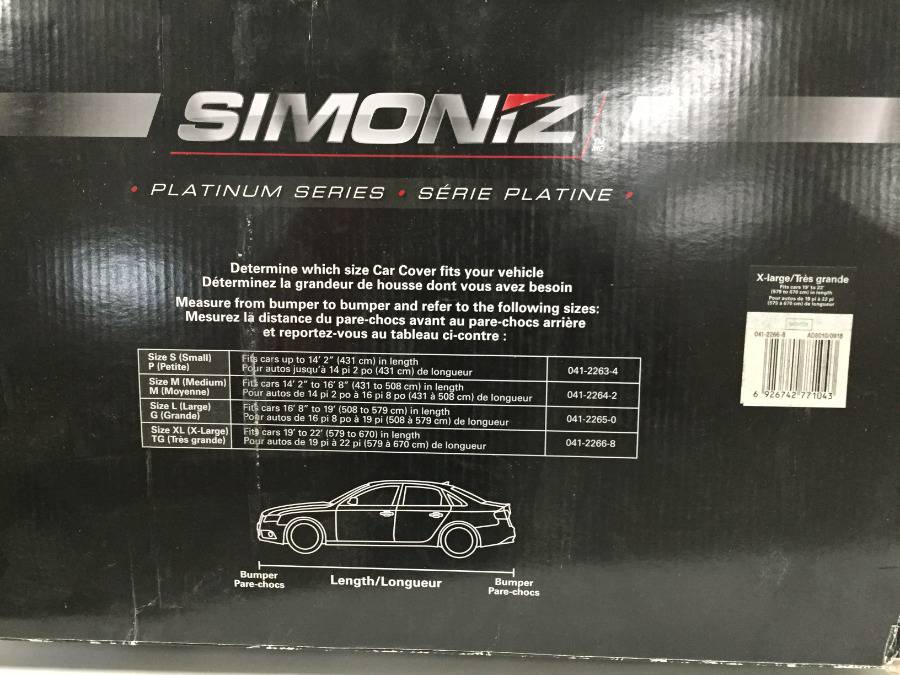 SIMONIZ
• PLATINUM SERIES • SÉRIE PLATINE •
Determine which size Car Cover fits your vehicle
Déterminez la grandeur de housse dont vous avez besoin
Measure from bumper to bumper and refer to the following sizes:
Mesurez la distance du pare-chocs avant au pare-chocs arrière
et reportez-vous au tableau ci-contre :
Size S (Small)
P (Petite)
Fits cars up to 14' 2" (431 cm) in length
Pour autos jusqu'à 14 pi 2 po (431 cm) de longueur
041-2263-4
Size M (Medium)
M (Moyenne)
Fits cars 14' 2" to 16' 8" (431 to 508 cm) in length
Pour autos de 14 pi 2 po à 16 pi 8 po (431 à 508 cm) de longueur
041-2264-2
Size L (Large)
G (Grande)
Fits cars 16' 8" to 19' (508 to 579 cm) in length
Pour autos de 16 pi 8 po à 19 pi (508 à 579 cm) de longueur
041-2265-0
Size XL (X-Large)
TG (Très grande)
Fits cars 19' to 22' (579 to 670) in length
Pour autos de 19 pi à 22 pi (579 à 670 cm) de longueur
041-2266-8
Bumper
Pare-chocs
Length/Longueur
Bumper
Pare-chocs
X-large/Très grande
Fits cars 19' to 22'
(579 to 670 cm) in length
Pour autos de 19 pi à 22 pi
(579 à 670 cm) de longueur
041-2266-8
6 926742 771043